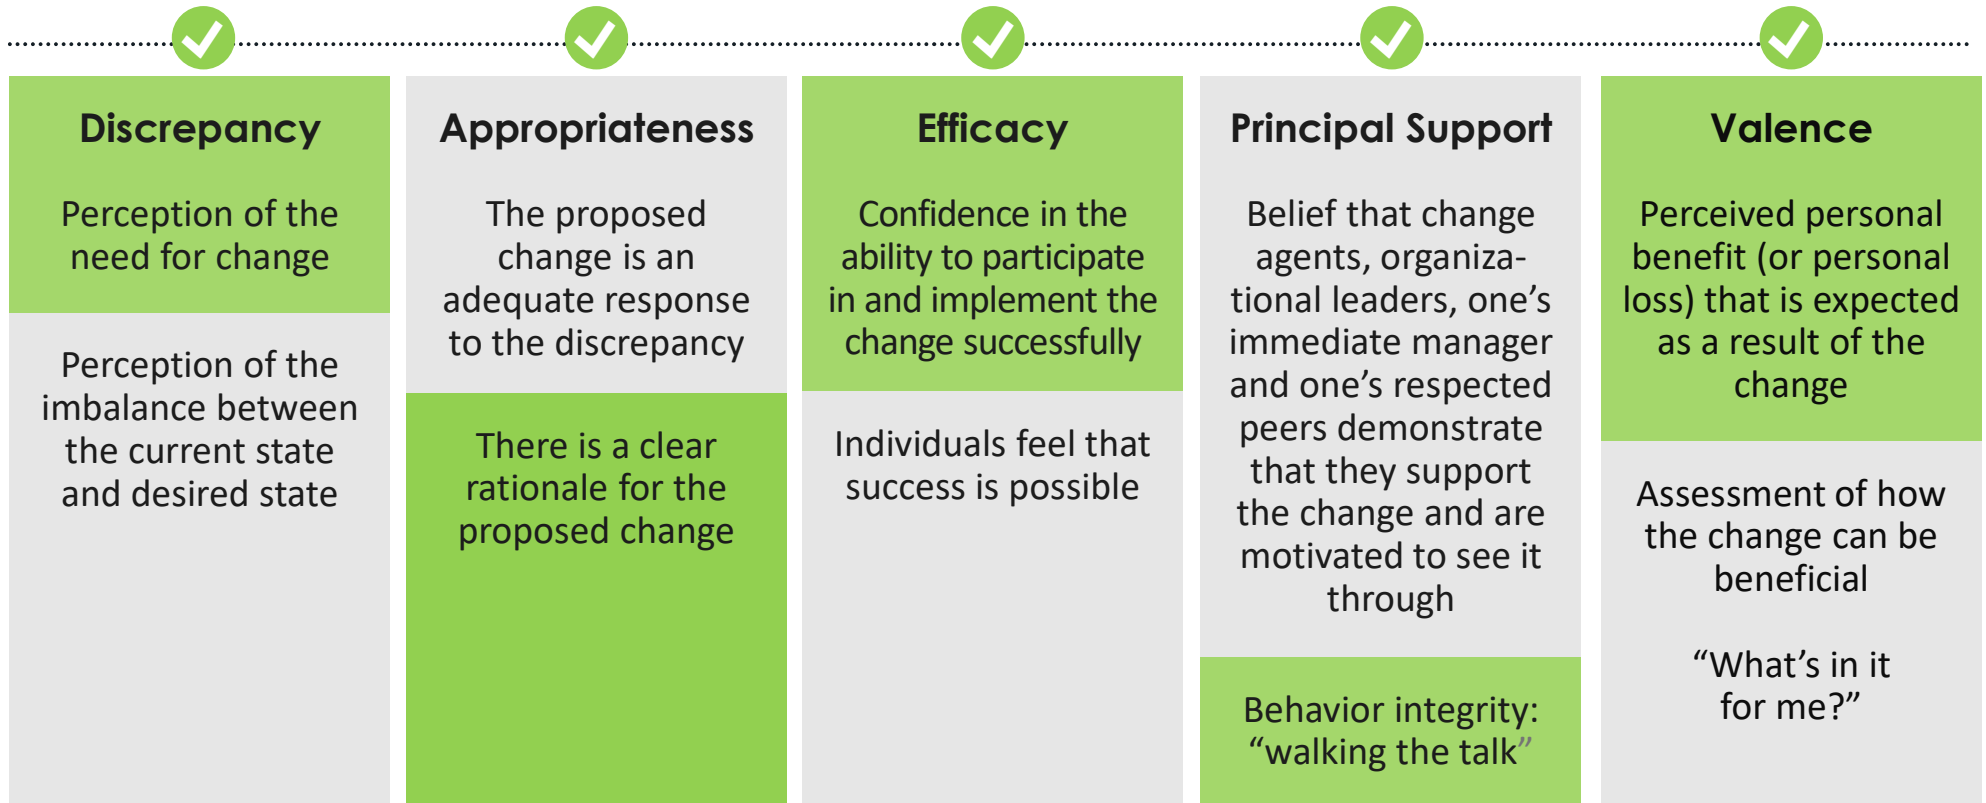 Discrepancy
Perception of the
need for change
Perception of the
imbalance between
the current state
and desired state
Appropriateness
The proposed
change is an
adequate response
to the discrepancy
There is a clear
rationale for the
proposed change
Efficacy
Confidence in the
ability to participate
in and implement the
change successfully
Individuals feel that
success is possible
Principal Support
Belief that change
agents, organiza-
tional leaders, one’s
immediate manager
and one’s respected
peers demonstrate
that they support
the change and are
motivated to see it
through
Behavior integrity:
“walking the talk”
Valence
Perceived personal
benefit (or personal
loss) that is expected
as a result of the
change
Assessment of how
the change can be
beneficial
“What’s in it
for me?”